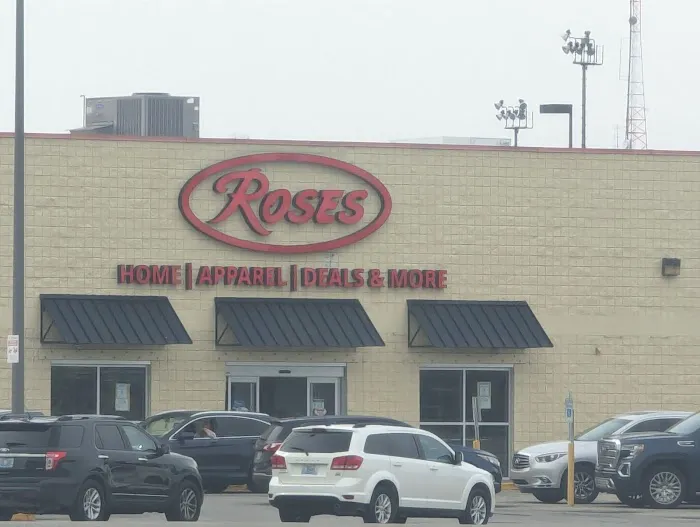 ROSES
HOME | APPAREL | DEALS & MORE